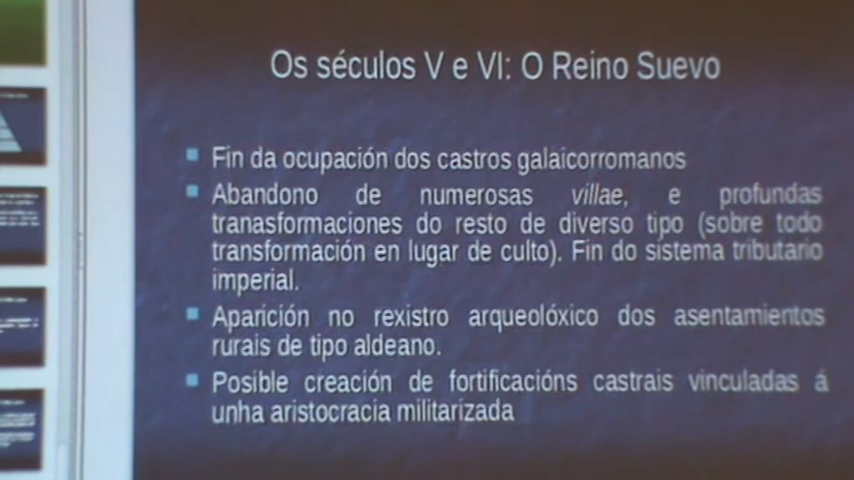 Os séculos V e VI: O Reino Suevo
Fin da ocupación dos castros galaicorromanos
Abandono de numerosas villae, e profundas
tranasformaciones do resto de diverso tipo (sobre todo
transformación en lugar de culto). Fin do sistema tributario
imperial.
Aparición no rexistro arqueolóxico dos asentamientos
rurais de tipo aldeano.
Posible creación de fortificacións castrais vinculadas á
unha aristocracia militarizada